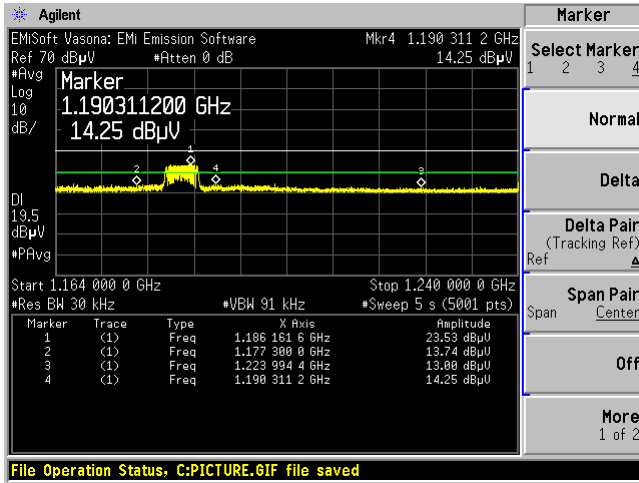 Agilent
Marker
EMiSoft Vasona: EMi Emission Software
Mkr4 1.190 311 2 GHz
Ref 70 dBµV
#Atten 0 dB
14.25 dBµV
#Avg
Log
10
dB/
Marker
1.190311200 GHz
14.25 dBµV
1
2
4
3
DI
19.5
dBµV
#PAvg
Start 1.164 000 0 GHz
Stop 1.240 000 0 GHz
#Res BW 30 kHz
#VBW 91 kHz
#Sweep 5 s (5001 pts)
Marker Trace Type X Axis Amplitude
1 (1) Freq 1.186 161 6 GHz 23.53 dBµV
2 (1) Freq 1.177 300 0 GHz 13.74 dBµV
3 (1) Freq 1.223 994 4 GHz 13.00 dBµV
4 (1) Freq 1.190 311 2 GHz 14.25 dBµV
Select Marker
1 2 3 4
Normal
Delta
Delta Pair
(Tracking Ref)
Ref Δ
Span Pair
Span Center
Off
More
1 of 2
File Operation Status, C:PICTURE.GIF file saved